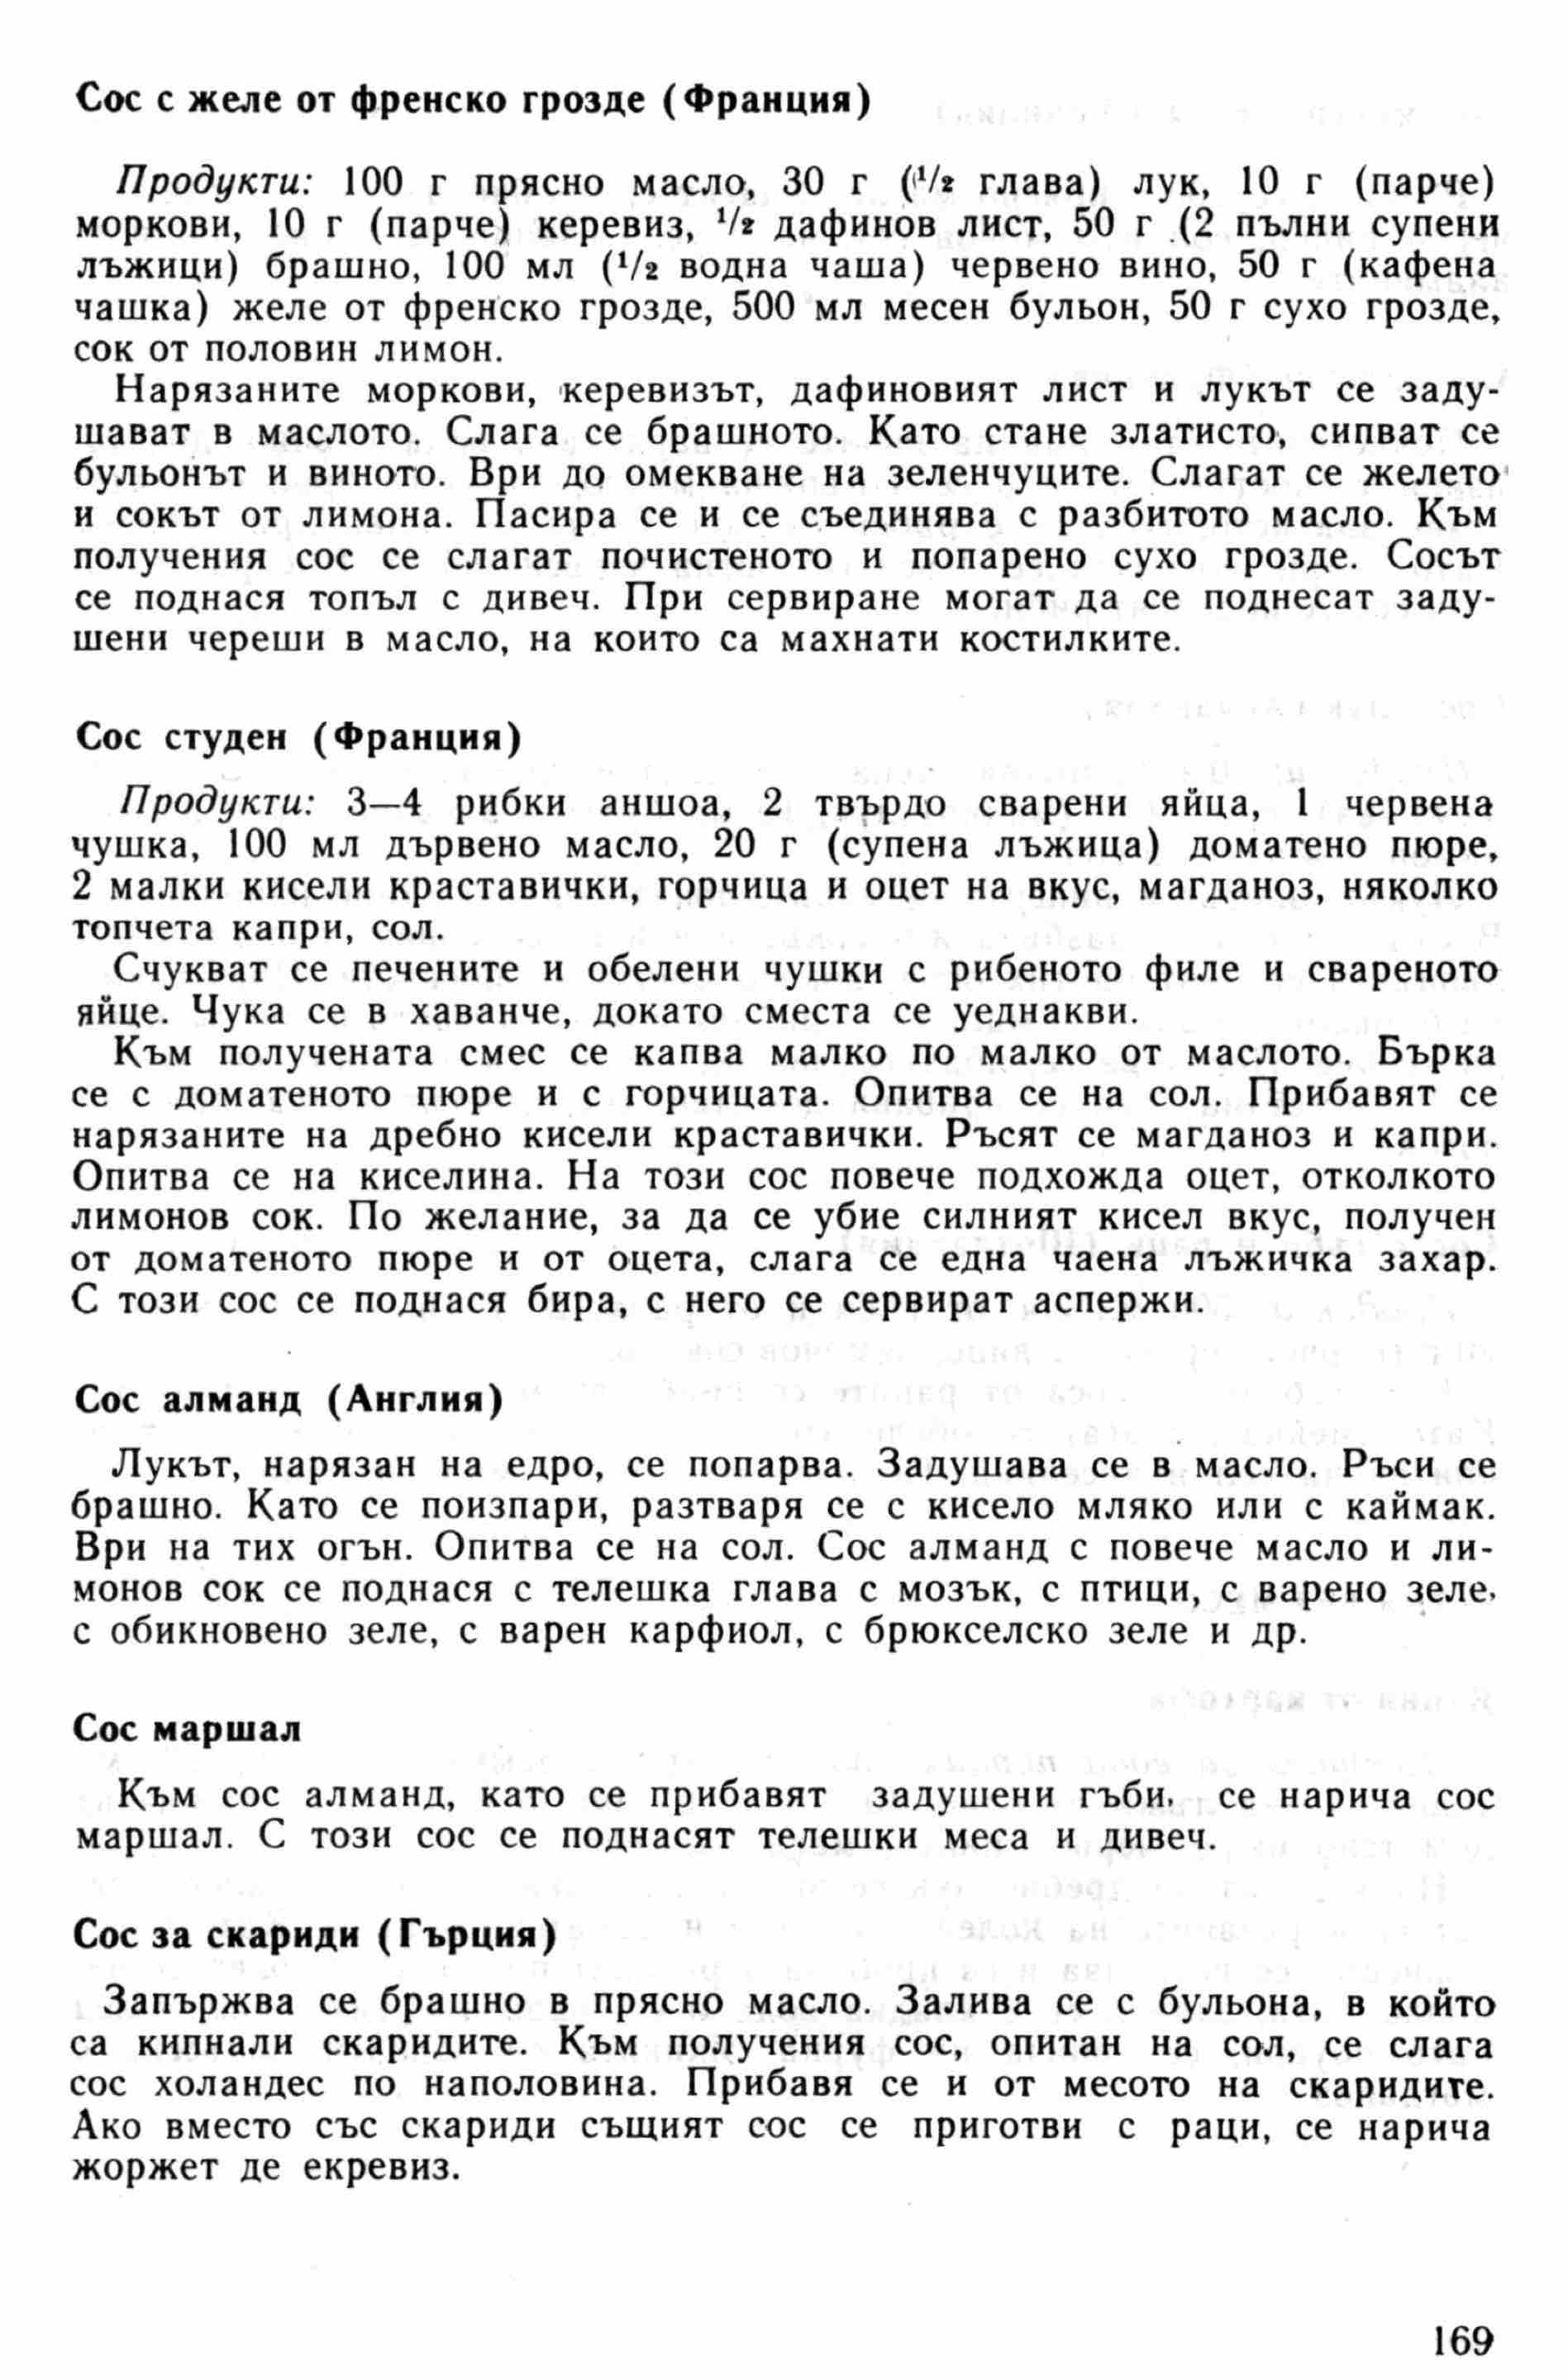 Сос с желе от френско грозде (Франция)
Продукти: 100 г прясно масло, 30 г (1/2 глава) лук, 10 г (парче)
моркови, 10 г (парче) керевиз, 1/2 дафинов лист, 50 г (2 пълни супени
лъжици) брашно, 100 мл (1/2 водна чаша) червено вино, 50 г (кафена
чашка) желе от френско грозде, 500 мл месен бульон, 50 г сухо грозде,
сок от половин лимон.
Нарязаните моркови, керевизът, дафиновият лист и лукът се заду-
шават в маслото. Слага се брашното. Като стане златисто, сипват се
бульонът и виното. Ври до омекване на зеленчуците. Слагат се желето
и сокът от лимона. Пасира се и се съединява с разбитото масло. Към
получения сос се слагат почистеното и попарено сухо грозде. Сосът
се поднася топъл с дивеч. При сервиране могат да се поднесат заду-
шени череши в масло, на които са махнати костилките.
Сос студен (Франция)
Продукти: 3—4 рибки аншоа, 2 твърдо сварени яйца, 1 червена
чушка, 100 мл дървено масло, 20 г (супена лъжица) доматено пюре,
2 малки кисели краставички, горчица и оцет на вкус, магданоз, няколко
топчета капри, сол.
Счукват се печените и обелени чушки с рибеното филе и свареното
яйце. Чука се в хаванче, докато сместа се уеднакви.
Към получената смес се капва малко по малко от маслото. Бърка
се с доматеното пюре и с горчицата. Опитва се на сол. Прибавят се
нарязаните на дребно кисели краставички. Ръсят се магданоз и капри.
Опитва се на киселина. На този сос повече подхожда оцет, отколкото
лимонов сок. По желание, за да се убие силният кисел вкус, получен
от доматеното пюре и от оцета, слага се една чаена лъжичка захар.
С този сос се поднася бира, с него се сервират аспержи.
Сос алманд (Англия)
Лукът, нарязан на едро, се попарва. Задушава се в масло. Ръси се
брашно. Като се поизпари, разтваря се с кисело мляко или с каймак.
Ври на тих огън. Опитва се на сол. Сос алманд с повече масло и ли-
монов сок се поднася с телешка глава с мозък, с птици, с варено зеле,
с обикновено зеле, с варен карфиол, с брюкселско зеле и др.
Сос маршал
Към сос алманд, като се прибавят задушени гъби, се нарича сос
маршал. С този сос се поднасят телешки меса и дивеч.
Сос за скариди (Гърция)
Запържва се брашно в прясно масло. Залива се с бульона, в който
са кипнали скаридите. Към получения сос, опитан на сол, се слага
сос холандес по наполовина. Прибавя се и от месото на скаридите.
Ако вместо със скариди същият сос се приготви с раци, се нарича
жоржет де екревиз.
169